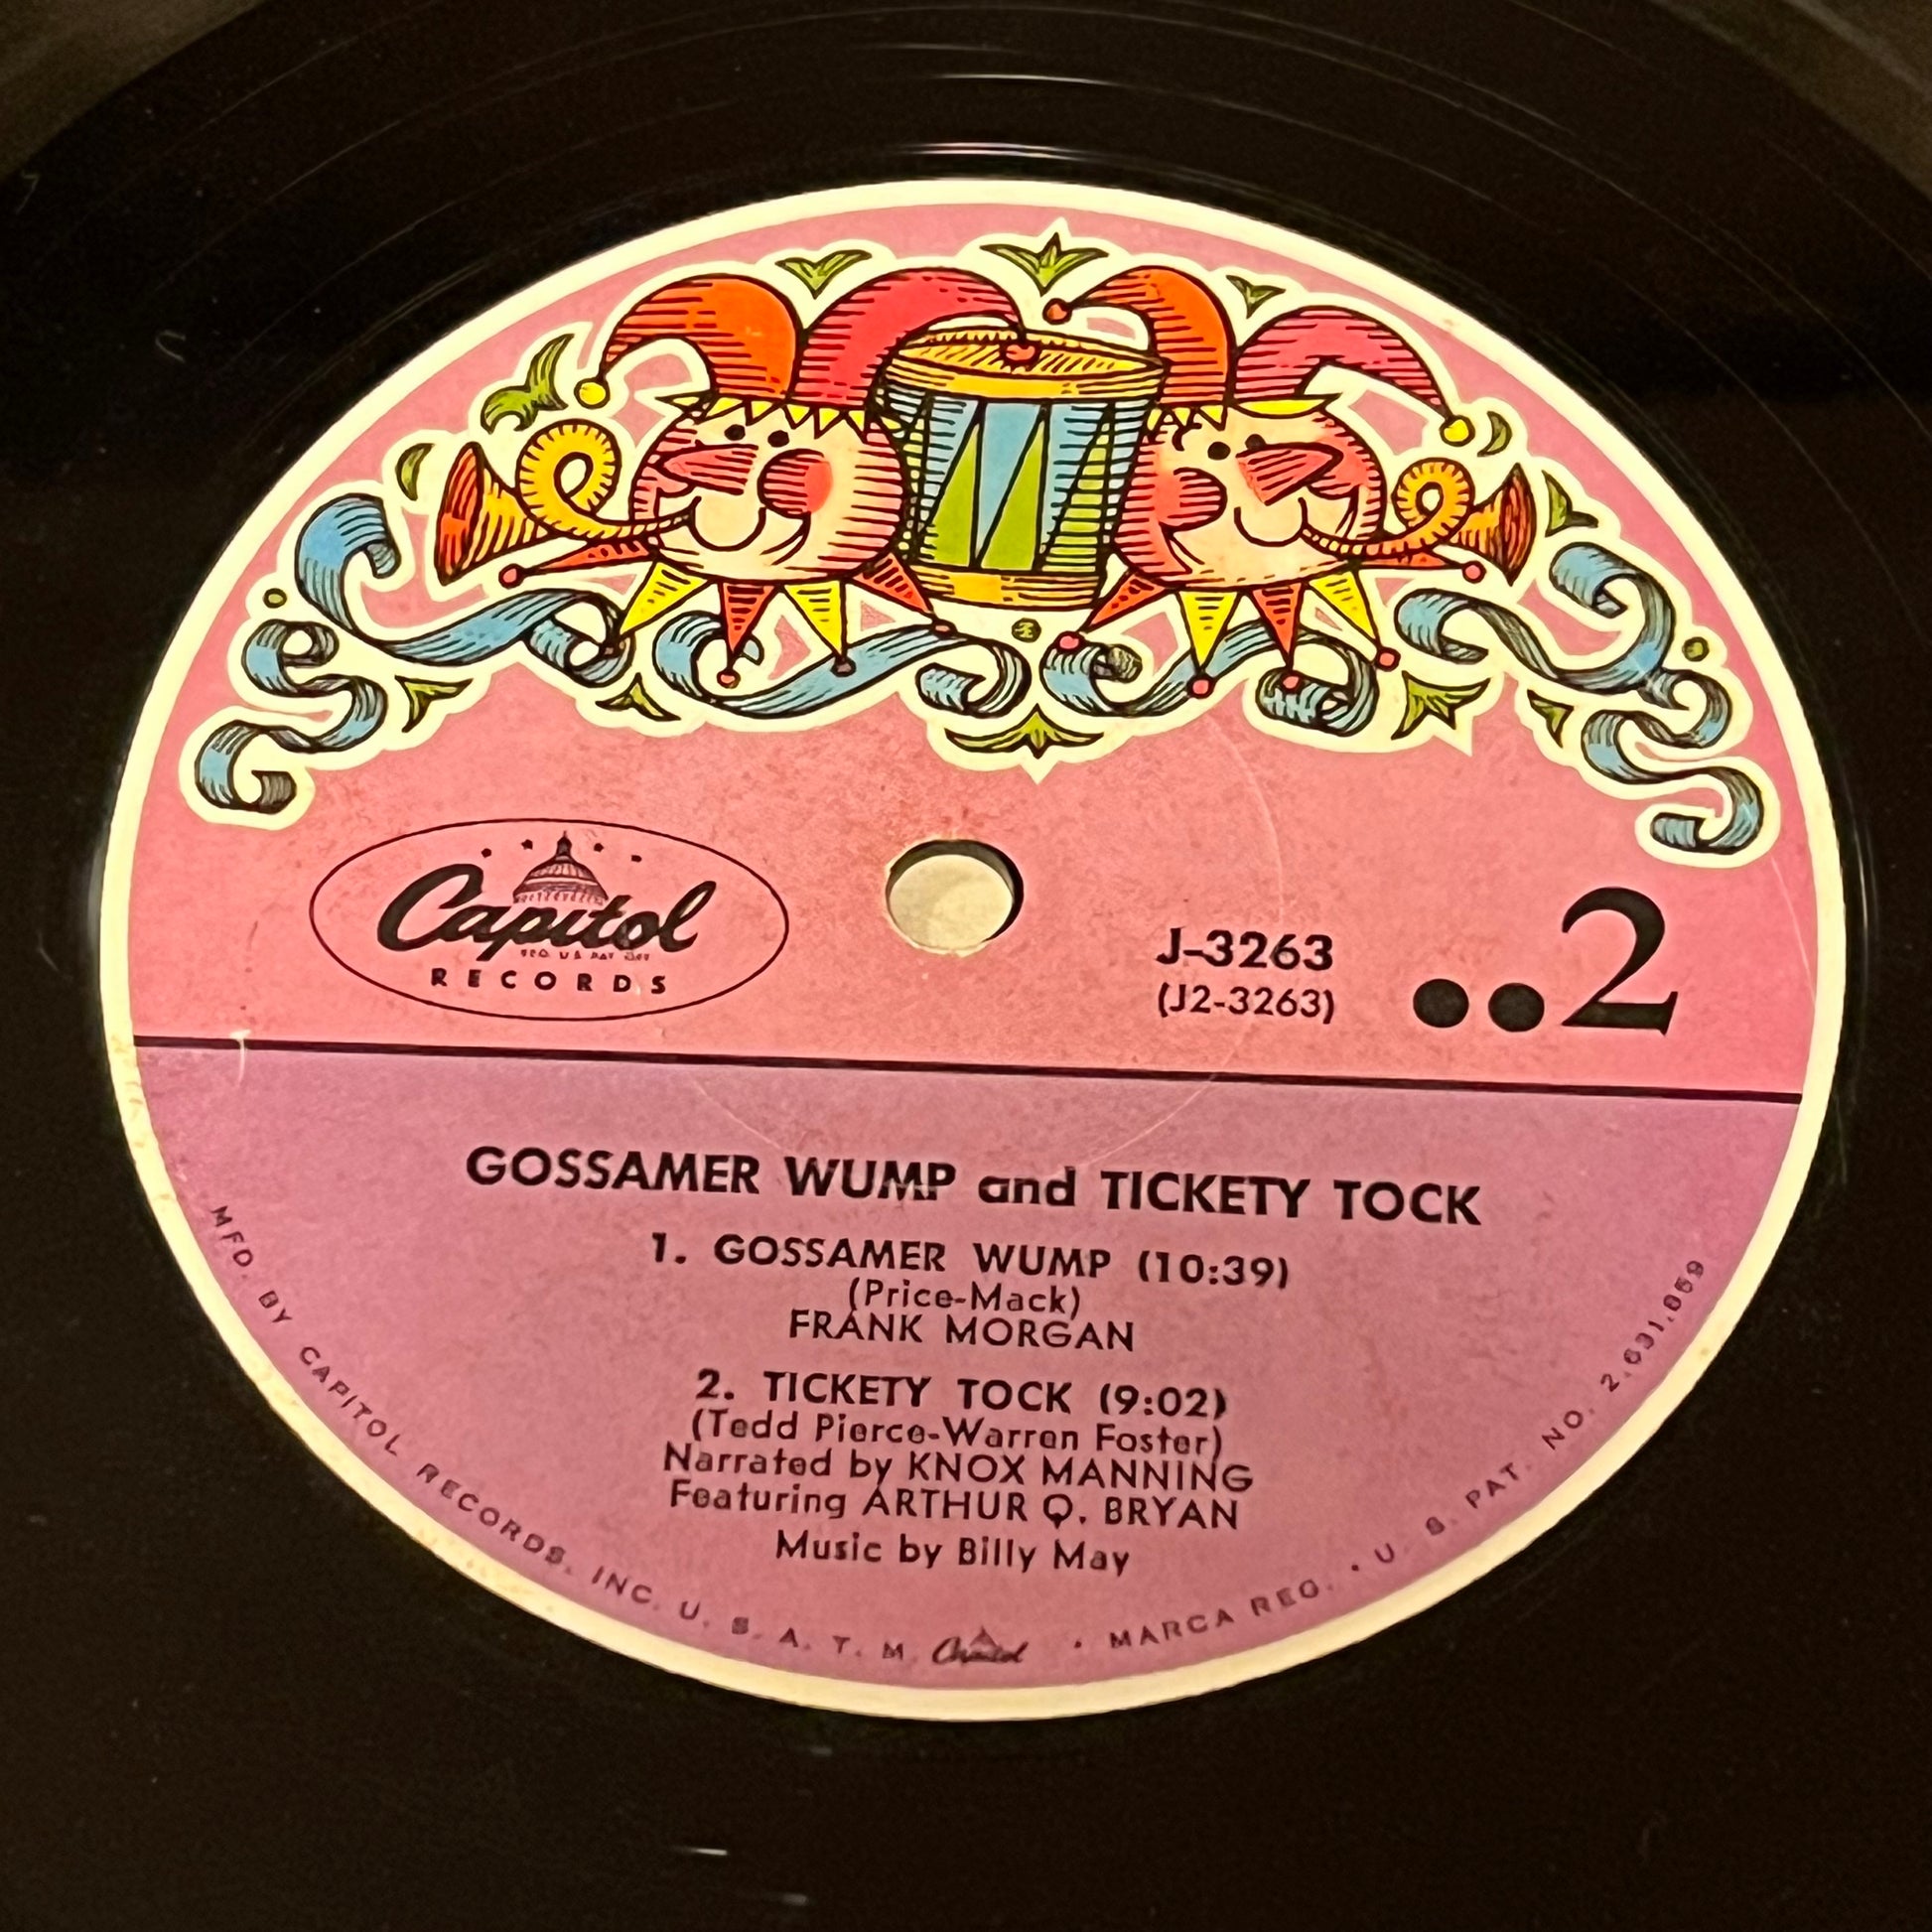 Capitol
REG. U.S. PAT. OFF.
RECORDS
J-3263
(J2-3263)
2
GOSSAMER WUMP and TICKETY TOCK
1. GOSSAMER WUMP (10:39)
(Price-Mack)
FRANK MORGAN
2. TICKETY TOCK (9:02)
(Tedd Pierce-Warren Foster)
Narrated by KNOX MANNING
Featuring ARTHUR Q. BRYAN
Music by Billy May
MFD. BY CAPITOL RECORDS, INC. U. S. A. T. M. Capitol • MARCA REG. • U. S. PAT. NO. 2,631,859